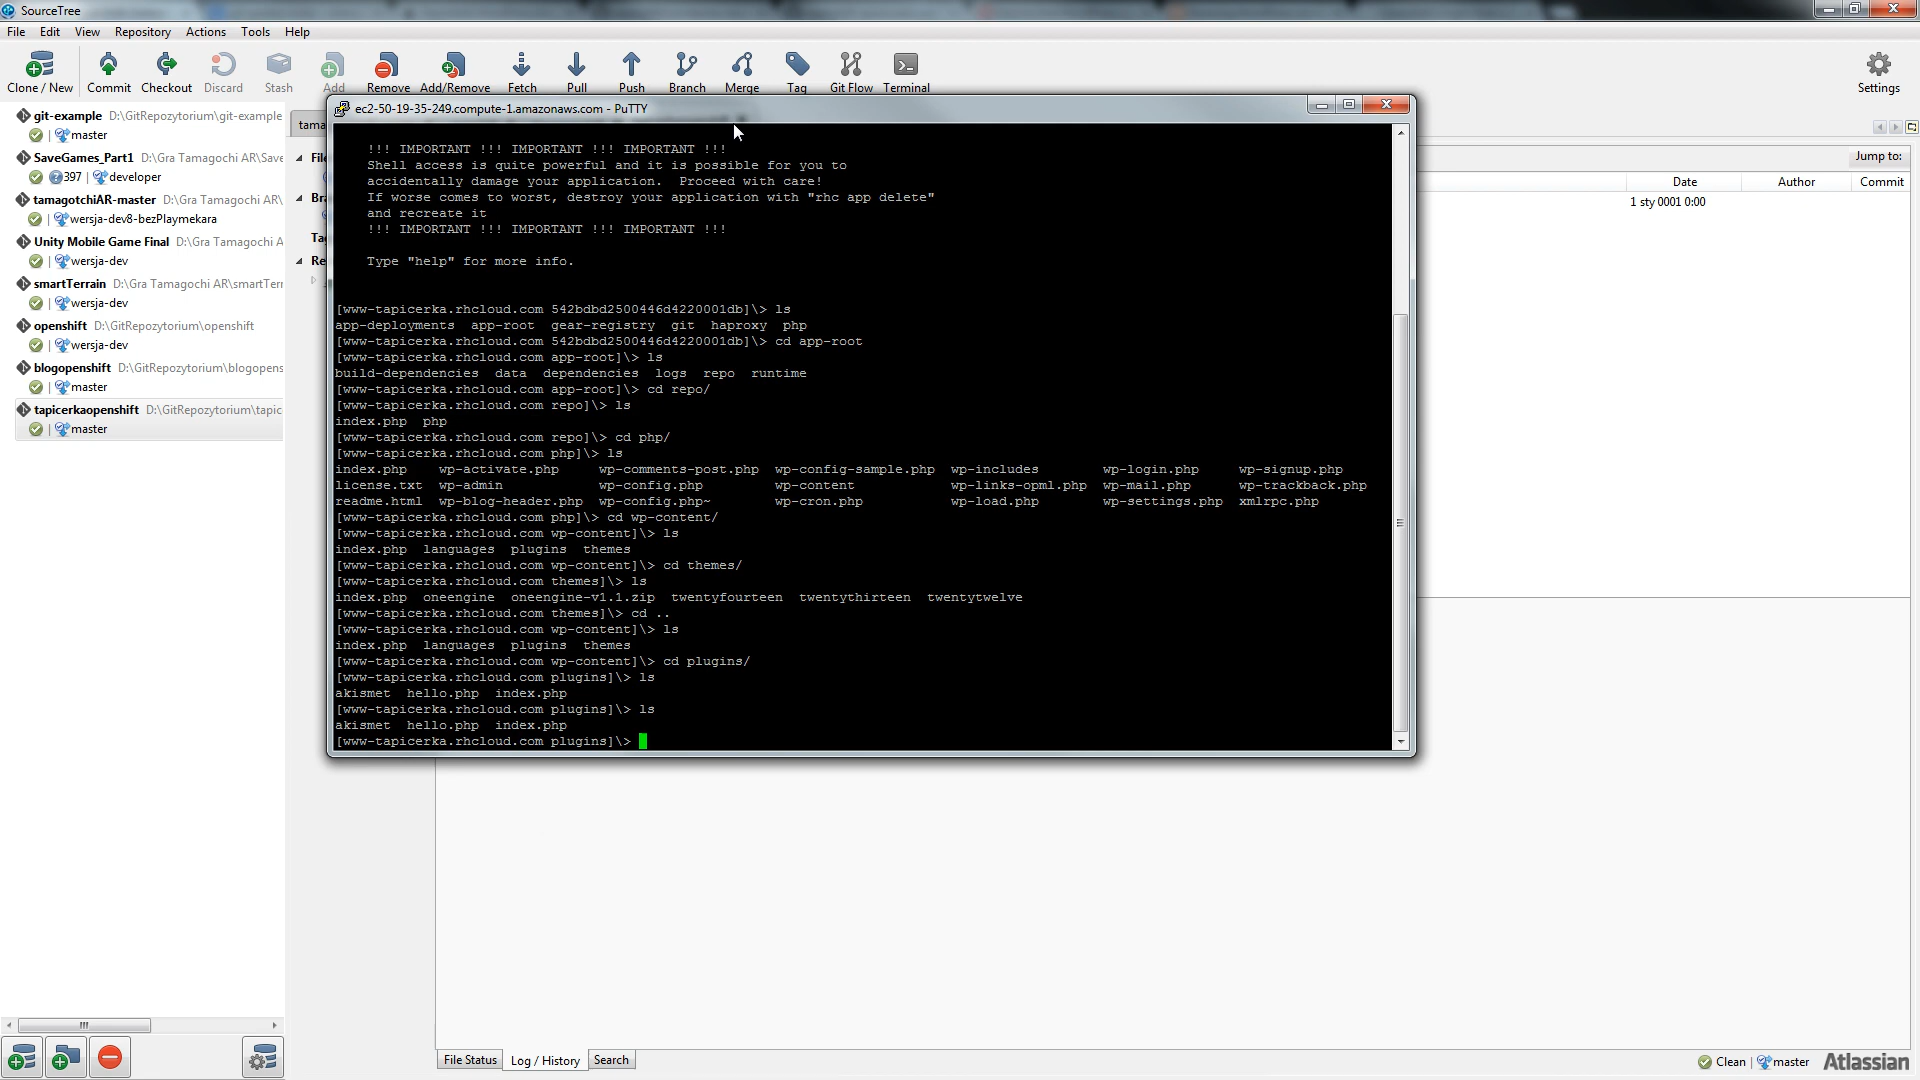 SourceTree
File Edit View Repository Actions Tools Help
Clone / New Commit Checkout Discard Stash Add Remove Add/Remove Fetch Pull Push Branch Merge Tag Git Flow Terminal Settings
git-example D:\GitRepozytorium\git-example
master
SaveGames_Part1 D:\Gra Tamagochi AR\Save
397 | developer
tamagotchiAR-master D:\Gra Tamagochi AR\
| wersja-dev8-bezPlaymekara
Unity Mobile Game Final D:\Gra Tamagochi A
| wersja-dev
smartTerrain D:\Gra Tamagochi AR\smartTerr
| wersja-dev
openshift D:\GitRepozytorium\openshift
| wersja-dev
blogopenshift D:\GitRepozytorium\blogopens
| master
tapicerkaopenshift D:\GitRepozytorium\tapic
| master
tama
File
Bra
Tag
Re
Jump to:
Date Author Commit
1 sty 0001 0:00
ec2-50-19-35-249.compute-1.amazonaws.com - PuTTY
!!! IMPORTANT !!! IMPORTANT !!! IMPORTANT !!!
Shell access is quite powerful and it is possible for you to
accidentally damage your application.  Proceed with care!
If worse comes to worst, destroy your application with "rhc app delete"
and recreate it
!!! IMPORTANT !!! IMPORTANT !!! IMPORTANT !!!
Type "help" for more info.
[www-tapicerka.rhcloud.com 542bdbd2500446d4220001db]\> ls
app-deployments  app-root  gear-registry  git  haproxy  php
[www-tapicerka.rhcloud.com 542bdbd2500446d4220001db]\> cd app-root
[www-tapicerka.rhcloud.com app-root]\> ls
build-dependencies  data  dependencies  logs  repo  runtime
[www-tapicerka.rhcloud.com app-root]\> cd repo/
[www-tapicerka.rhcloud.com repo]\> ls
index.php  php
[www-tapicerka.rhcloud.com repo]\> cd php/
[www-tapicerka.rhcloud.com php]\> ls
index.php    wp-activate.php     wp-comments-post.php  wp-config-sample.php  wp-includes        wp-login.php     wp-signup.php
license.txt  wp-admin            wp-config.php         wp-content            wp-links-opml.php  wp-mail.php      wp-trackback.php
readme.html  wp-blog-header.php  wp-config.php~        wp-cron.php           wp-load.php        wp-settings.php  xmlrpc.php
[www-tapicerka.rhcloud.com php]\> cd wp-content/
[www-tapicerka.rhcloud.com wp-content]\> ls
index.php  languages  plugins  themes
[www-tapicerka.rhcloud.com wp-content]\> cd themes/
[www-tapicerka.rhcloud.com themes]\> ls
index.php  oneengine  oneengine-v1.1.zip  twentyfourteen  twentythirteen  twentytwelve
[www-tapicerka.rhcloud.com themes]\> cd ..
[www-tapicerka.rhcloud.com wp-content]\> ls
index.php  languages  plugins  themes
[www-tapicerka.rhcloud.com wp-content]\> cd plugins/
[www-tapicerka.rhcloud.com plugins]\> ls
akismet  hello.php  index.php
[www-tapicerka.rhcloud.com plugins]\> ls
akismet  hello.php  index.php
[www-tapicerka.rhcloud.com plugins]\>
File Status Log / History Search
Clean | master Atlassian